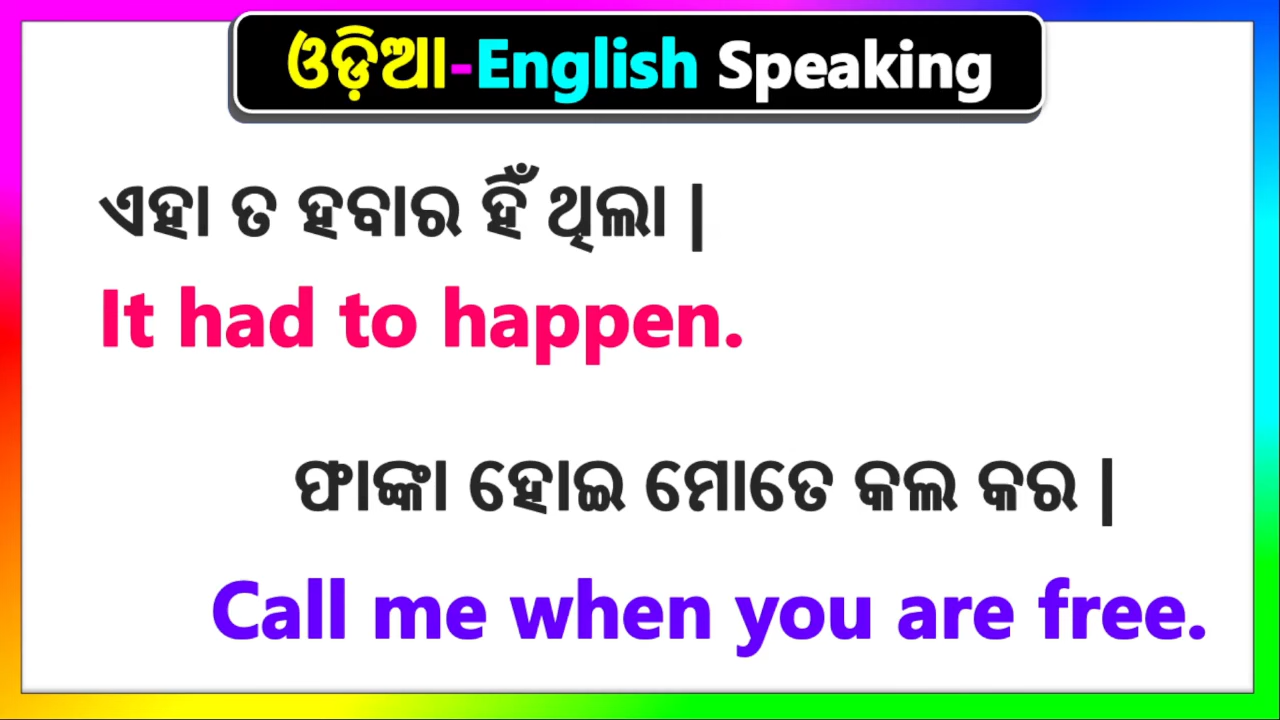 ଓଡ଼ିଆ-English Speaking
ଏହା ତ ହବାର ହିଁ ଥିଲା |
It had to happen.
ଫାଙ୍କା ହୋଇ ମୋତେ କଲ କର |
Call me when you are free.